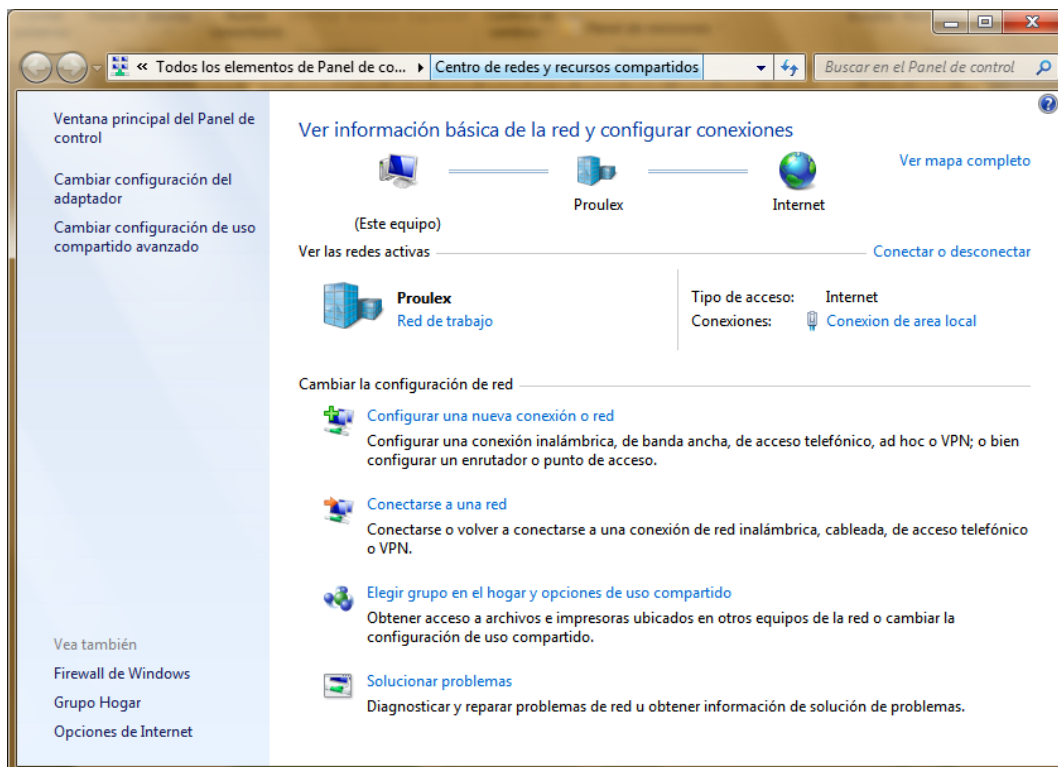 « Todos los elementos de Panel de co... ▸ Centro de redes y recursos compartidos
Buscar en el Panel de control
Ventana principal del Panel de
control
Cambiar configuración del
adaptador
Cambiar configuración de uso
compartido avanzado
Vea también
Firewall de Windows
Grupo Hogar
Opciones de Internet
Ver información básica de la red y configurar conexiones
Ver mapa completo
Proulex
Internet
(Este equipo)
Ver las redes activas
Conectar o desconectar
Proulex
Red de trabajo
Tipo de acceso: Internet
Conexiones: Conexion de area local
Cambiar la configuración de red
Configurar una nueva conexión o red
Configurar una conexión inalámbrica, de banda ancha, de acceso telefónico, ad hoc o VPN; o bien
configurar un enrutador o punto de acceso.
Conectarse a una red
Conectarse o volver a conectarse a una conexión de red inalámbrica, cableada, de acceso telefónico
o VPN.
Elegir grupo en el hogar y opciones de uso compartido
Obtener acceso a archivos e impresoras ubicados en otros equipos de la red o cambiar la
configuración de uso compartido.
Solucionar problemas
Diagnosticar y reparar problemas de red u obtener información de solución de problemas.